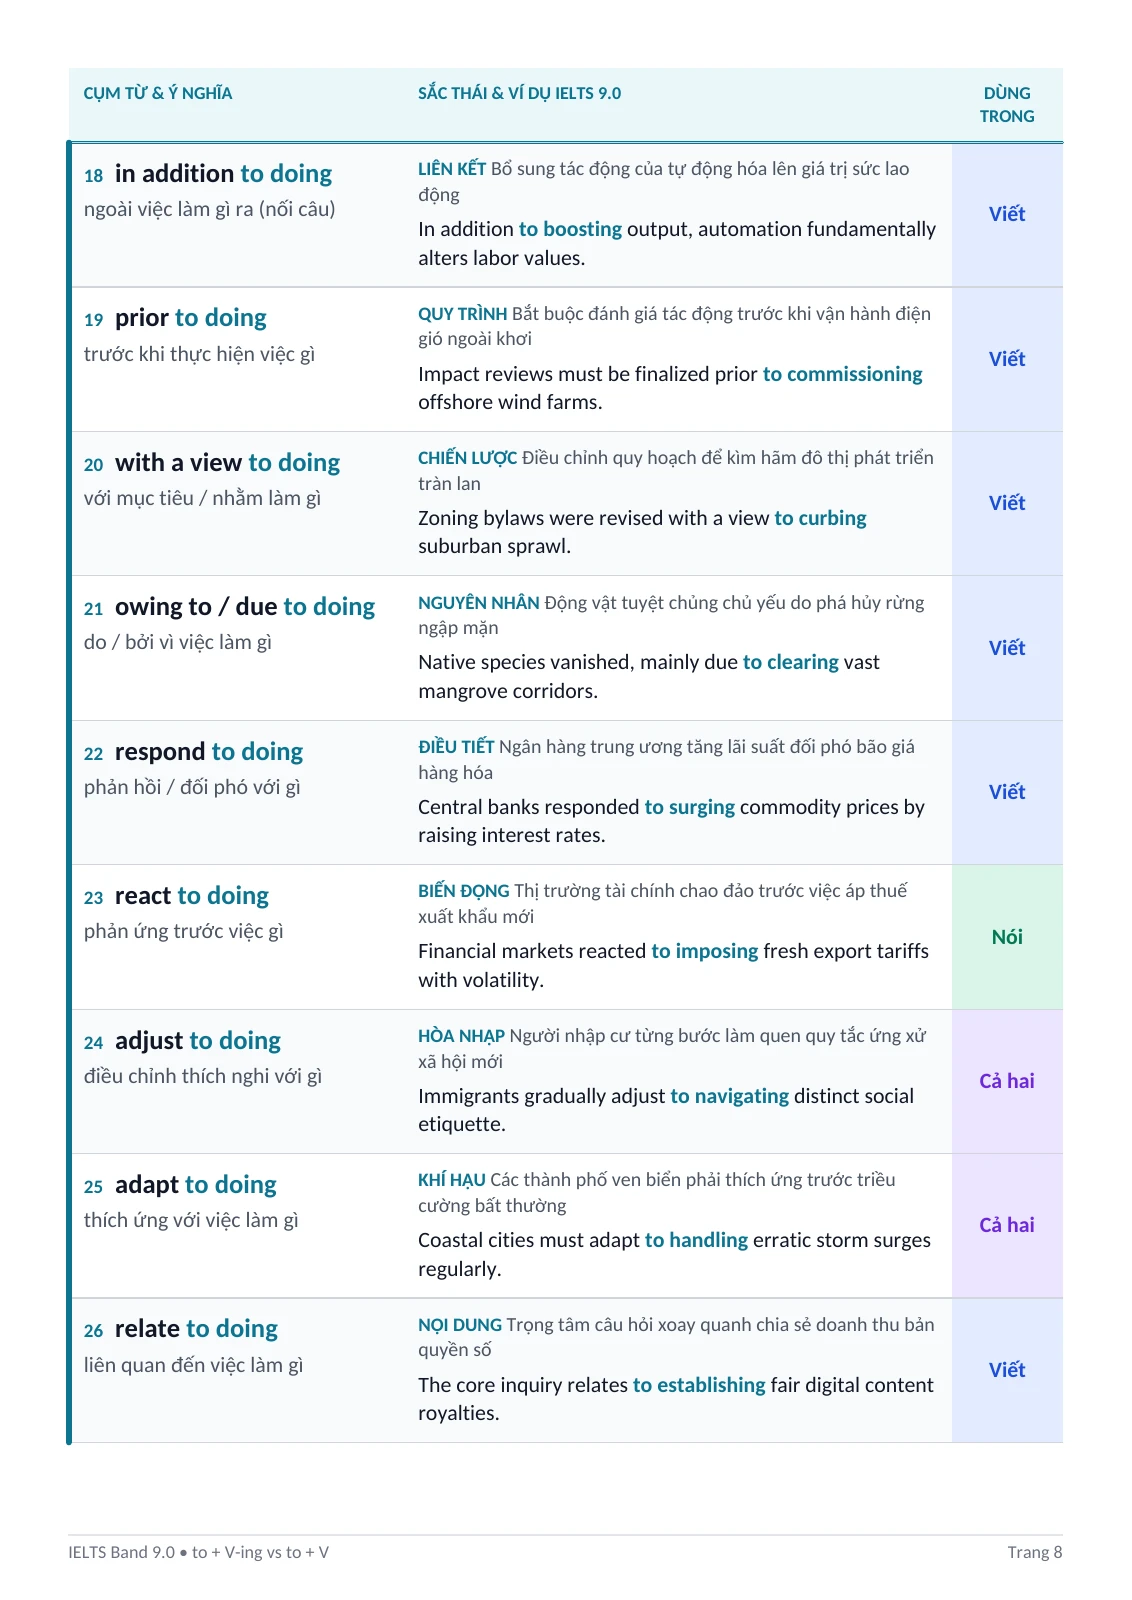 CỤM TỪ & Ý NGHĨA
SẮC THÁI & VÍ DỤ IELTS 9.0
DÙNG
TRONG
18 in addition to doing
ngoài việc làm gì ra (nối câu)
LIÊN KẾT Bổ sung tác động của tự động hóa lên giá trị sức lao
động
In addition to boosting output, automation fundamentally
alters labor values.
Viết
19 prior to doing
trước khi thực hiện việc gì
QUY TRÌNH Bắt buộc đánh giá tác động trước khi vận hành điện
gió ngoài khơi
Impact reviews must be finalized prior to commissioning
offshore wind farms.
Viết
20 with a view to doing
với mục tiêu / nhằm làm gì
CHIẾN LƯỢC Điều chỉnh quy hoạch để kìm hãm đô thị phát triển
tràn lan
Zoning bylaws were revised with a view to curbing
suburban sprawl.
Viết
21 owing to / due to doing
do / bởi vì việc làm gì
NGUYÊN NHÂN Động vật tuyệt chủng chủ yếu do phá hủy rừng
ngập mặn
Native species vanished, mainly due to clearing vast
mangrove corridors.
Viết
22 respond to doing
phản hồi / đối phó với gì
ĐIỀU TIẾT Ngân hàng trung ương tăng lãi suất đối phó bão giá
hàng hóa
Central banks responded to surging commodity prices by
raising interest rates.
Viết
23 react to doing
phản ứng trước việc gì
BIẾN ĐỘNG Thị trường tài chính chao đảo trước việc áp thuế
xuất khẩu mới
Financial markets reacted to imposing fresh export tariffs
with volatility.
Nói
24 adjust to doing
điều chỉnh thích nghi với gì
HÒA NHẬP Người nhập cư từng bước làm quen quy tắc ứng xử
xã hội mới
Immigrants gradually adjust to navigating distinct social
etiquette.
Cả hai
25 adapt to doing
thích ứng với việc làm gì
KHÍ HẬU Các thành phố ven biển phải thích ứng trước triều
cường bất thường
Coastal cities must adapt to handling erratic storm surges
regularly.
Cả hai
26 relate to doing
liên quan đến việc làm gì
NỘI DUNG Trọng tâm câu hỏi xoay quanh chia sẻ doanh thu bản
quyền số
The core inquiry relates to establishing fair digital content
royalties.
Viết
IELTS Band 9.0 • to + V-ing vs to + V
Trang 8